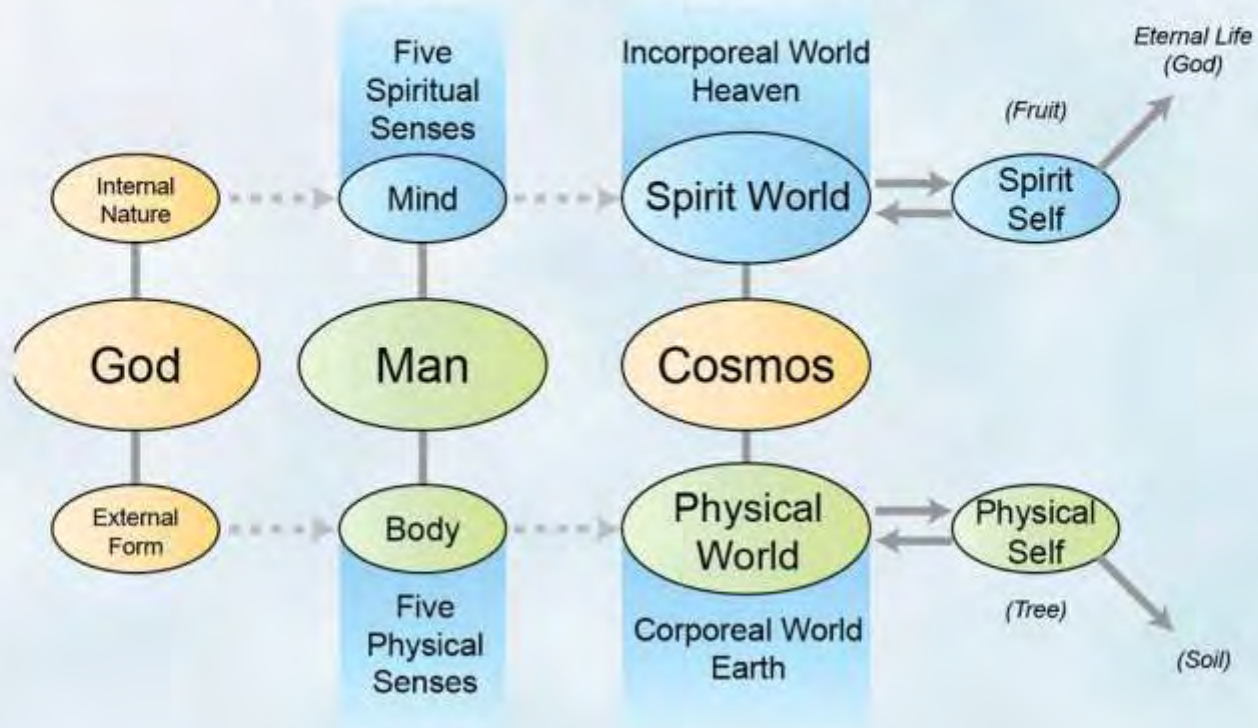 Five
Spiritual
Senses
Incorporeal World
Heaven
Eternal Life
(God)
(Fruit)
Internal
Nature
Mind
Spirit World
Spirit
Self
God
Man
Cosmos
External
Form
Body
Physical
World
Physical
Self
Five
Physical
Senses
Corporeal World
Earth
(Tree)
(Soil)